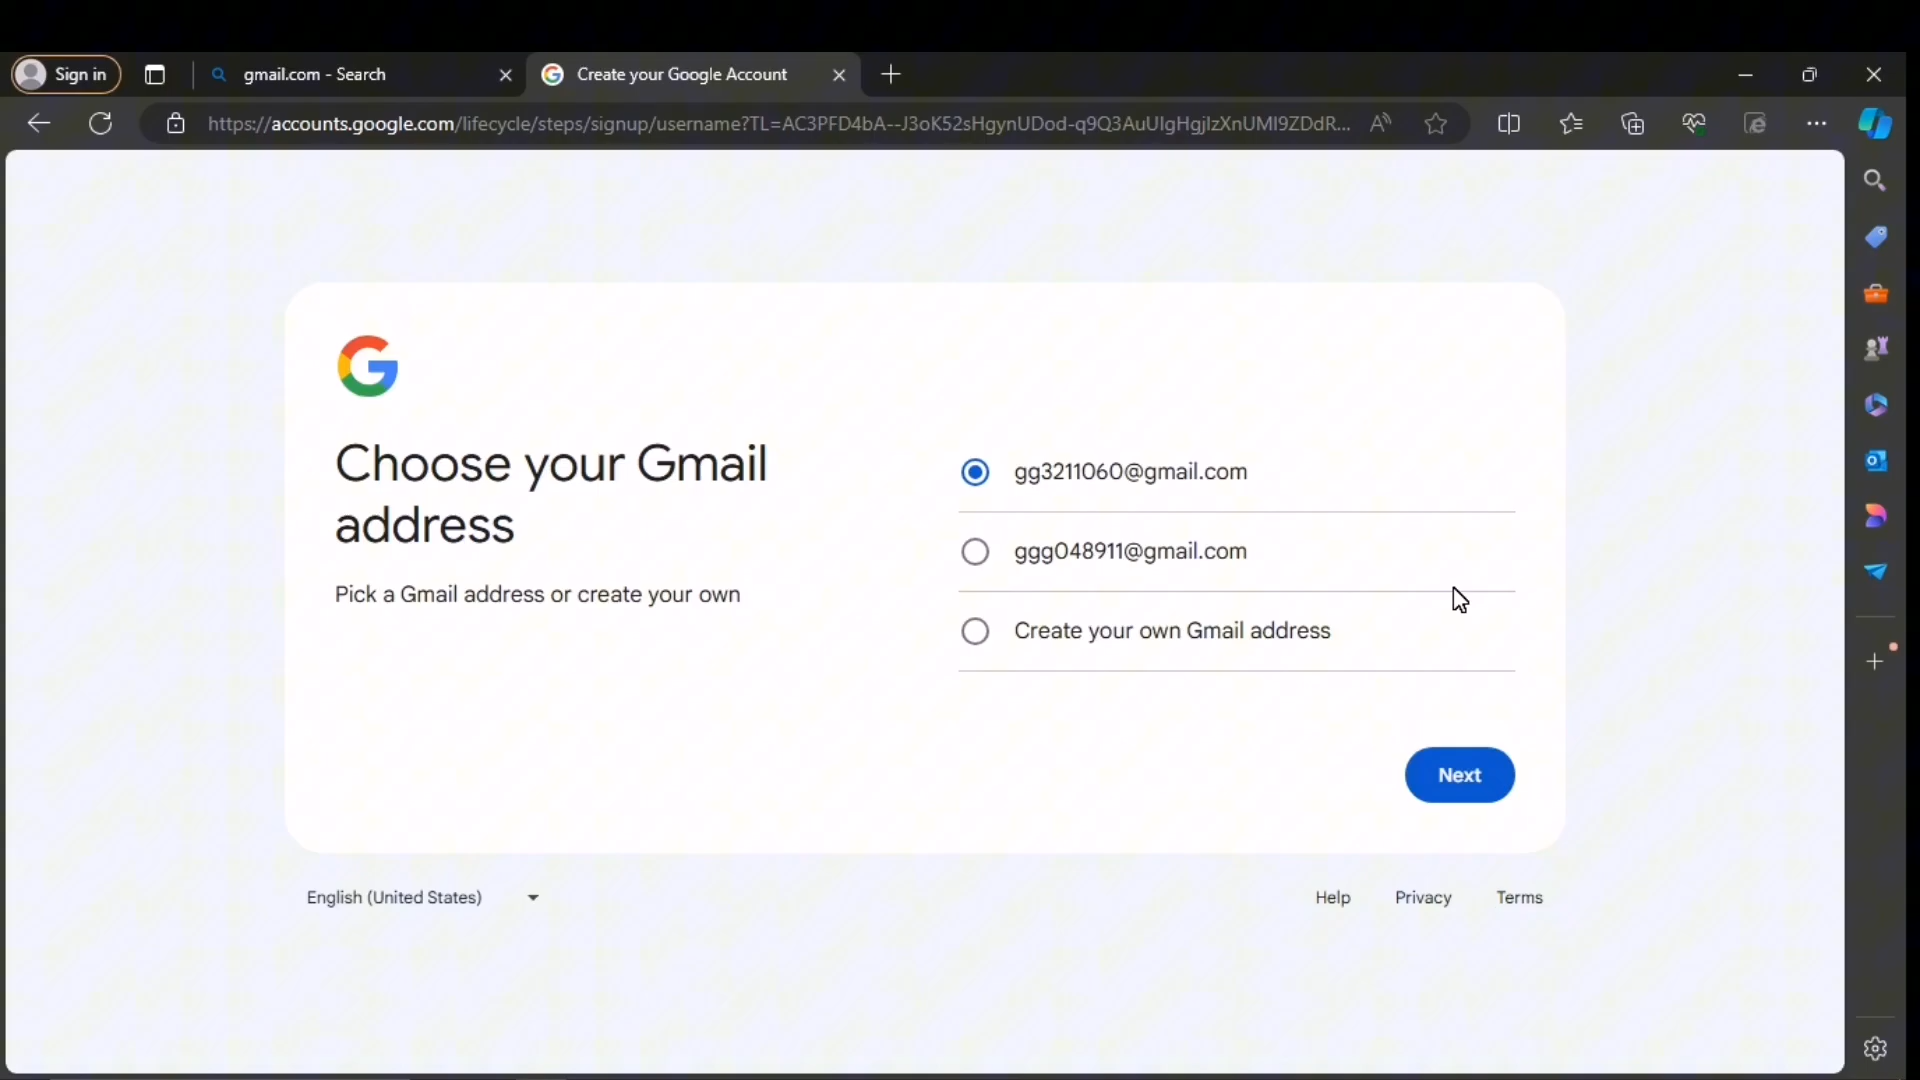 Sign in
gmail.com - Search
Create your Google Account
https://accounts.google.com/lifecycle/steps/signup/username?TL=AC3PFD4bA--J3oK52sHgynUDod-q9Q3AuUIgHgjlzXnUMl9ZDdR...
Choose your Gmail
address
Pick a Gmail address or create your own
gg3211060@gmail.com
ggg048911@gmail.com
Create your own Gmail address
Next
English (United States)
Help
Privacy
Terms